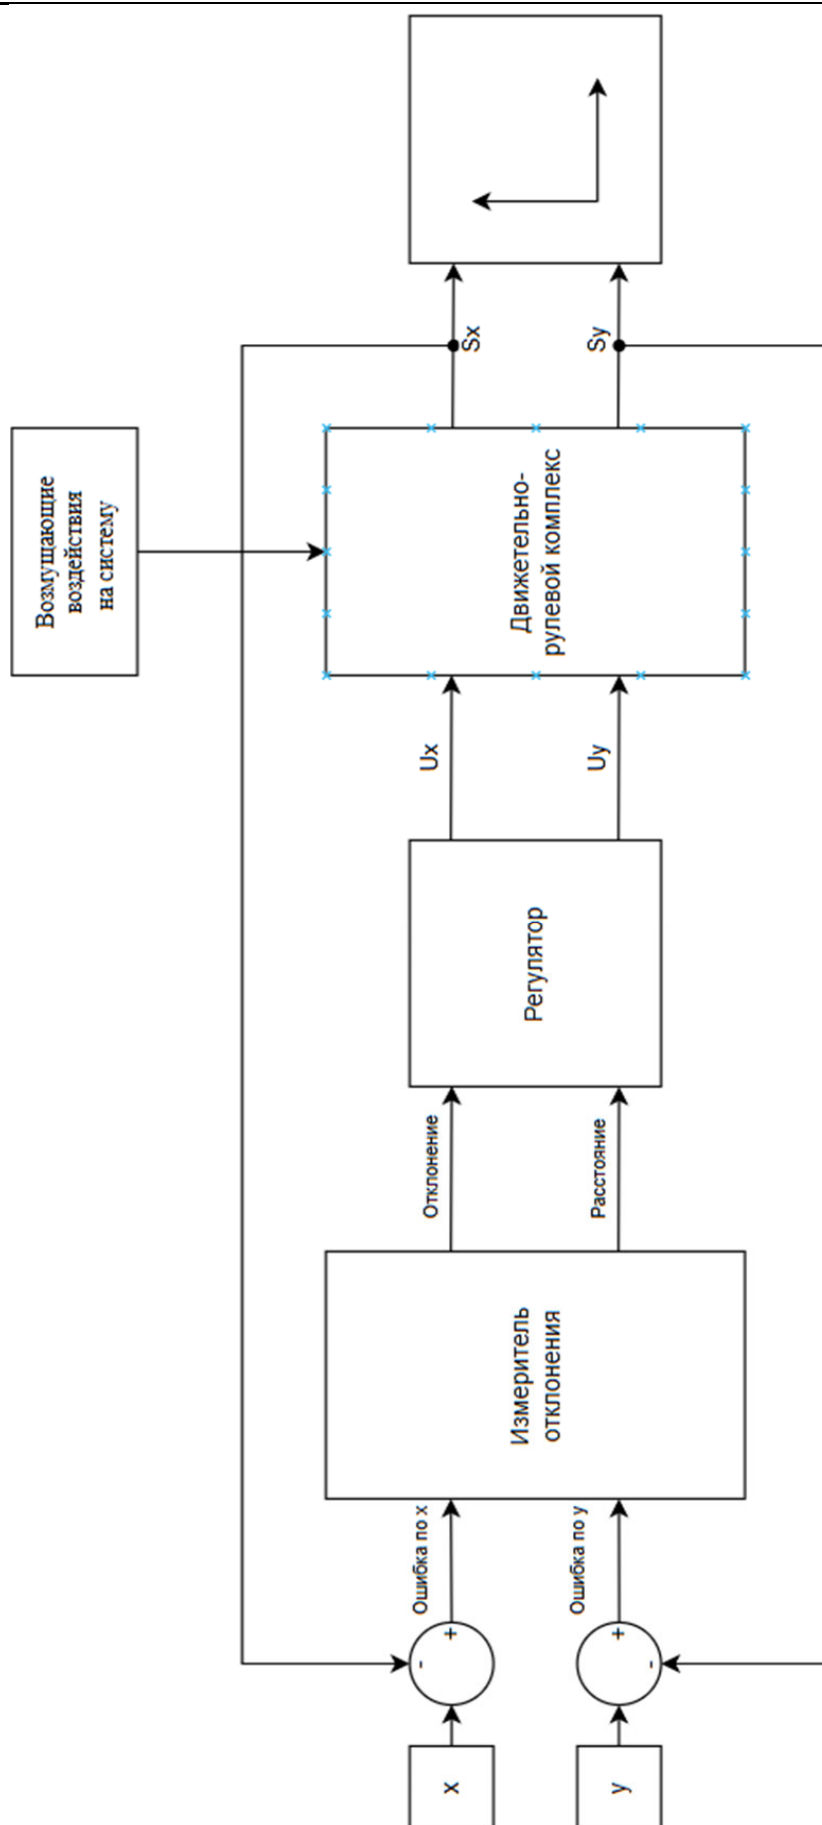 Возмущающие
воздействия
на систему
x
y
-
+
-
+
Ошибка по x
Ошибка по y
Измеритель
отклонения
Отклонение
Расстояние
Регулятор
Ux
Uy
Движетельно-
рулевой комплекс
Sx
Sy